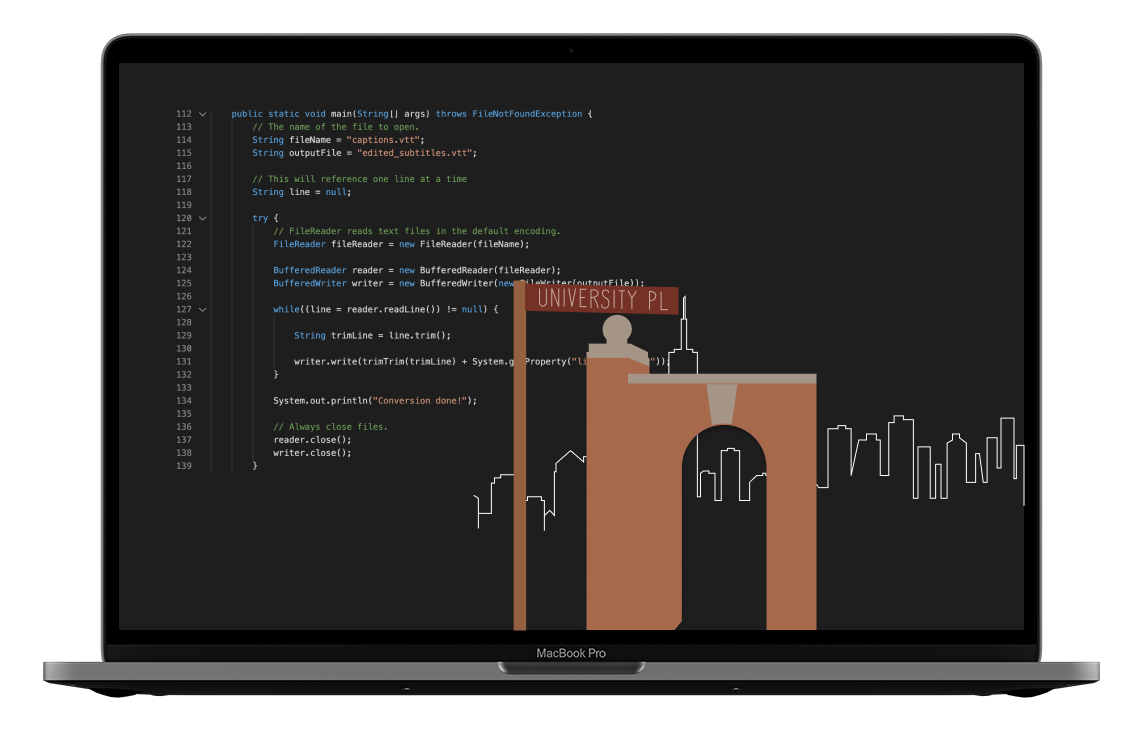 112 public static void main(String[] args) throws FileNotFoundException {
113 // The name of the file to open.
114 String fileName = "captions.vtt";
115 String outputFile = "edited_subtitles.vtt";
116
117 // This will reference one line at a time
118 String line = null;
119
120 try {
121 // FileReader reads text files in the default encoding.
122 FileReader fileReader = new FileReader(fileName);
123
124 BufferedReader reader = new BufferedReader(fileReader);
125 BufferedWriter writer = new BufferedWriter(new FileWriter(outputFile));
126
127 while((line = reader.readLine()) != null) {
128
129 String trimLine = line.trim();
130
131 writer.write(trimTrim(trimLine) + System.g Property("li "));
132 }
133
134 System.out.println("Conversion done!");
135
136 // Always close files.
137 reader.close();
138 writer.close();
139 }
UNIVERSITY PL
MacBook Pro